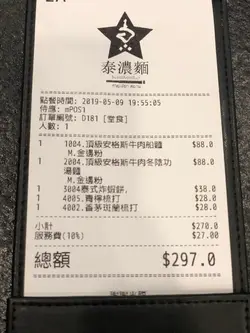 泰濃麵
點餐時間: 2019-05-09 19:55:05
侍應: mPOS1
訂單編號: D181 [堂食]
人數: 1
1 1004.頂級安格斯牛肉船麵 $88.0
M.金邊粉
1 2004.頂級安格斯牛肉冬陰功 $88.0
湯麵
M.金邊粉
1 3004泰式炸蝦餅, $38.0
1 4005.青檸梳打 $28.0
1 4002.香茅斑蘭梳打 $28.0
小計 $270.0
服務費(10%) $27.00
總額 $297.0